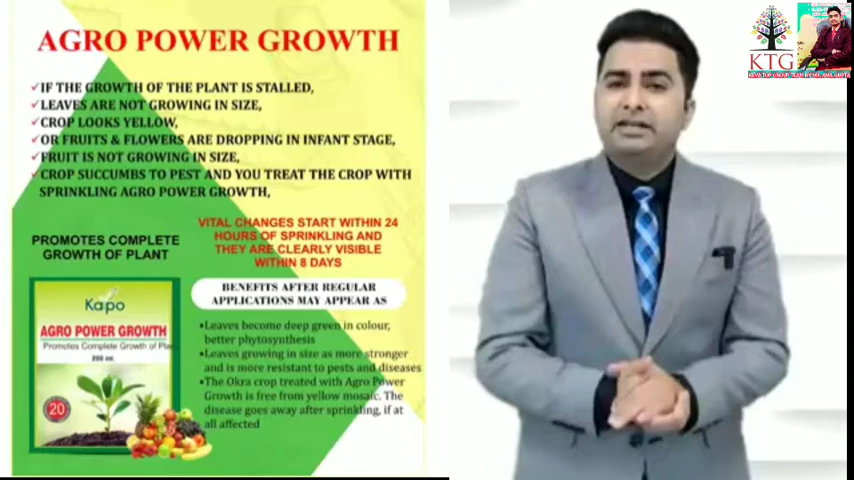 AGRO POWER GROWTH
✓IF THE GROWTH OF THE PLANT IS STALLED,
✓LEAVES ARE NOT GROWING IN SIZE,
✓CROP LOOKS YELLOW,
✓OR FRUITS & FLOWERS ARE DROPPING IN INFANT STAGE,
✓FRUIT IS NOT GROWING IN SIZE,
✓CROP SUCCUMBS TO PEST AND YOU TREAT THE CROP WITH
SPRINKLING AGRO POWER GROWTH,
PROMOTES COMPLETE
GROWTH OF PLANT
VITAL CHANGES START WITHIN 24
HOURS OF SPRINKLING AND
THEY ARE CLEARLY VISIBLE
WITHIN 8 DAYS
BENEFITS AFTER REGULAR
APPLICATIONS MAY APPEAR AS
•Leaves become deep green in colour,
better phytosynthesis
•Leaves growing in size as more stronger
and is more resistant to pests and diseases
•The Okra crop treated with Agro Power
Growth is free from yellow mosaic. The
disease goes away after sprinkling, if at
all affected
Kapo
AGRO POWER GROWTH
Promotes Complete Growth of Pla
200 ml.
20
KTG